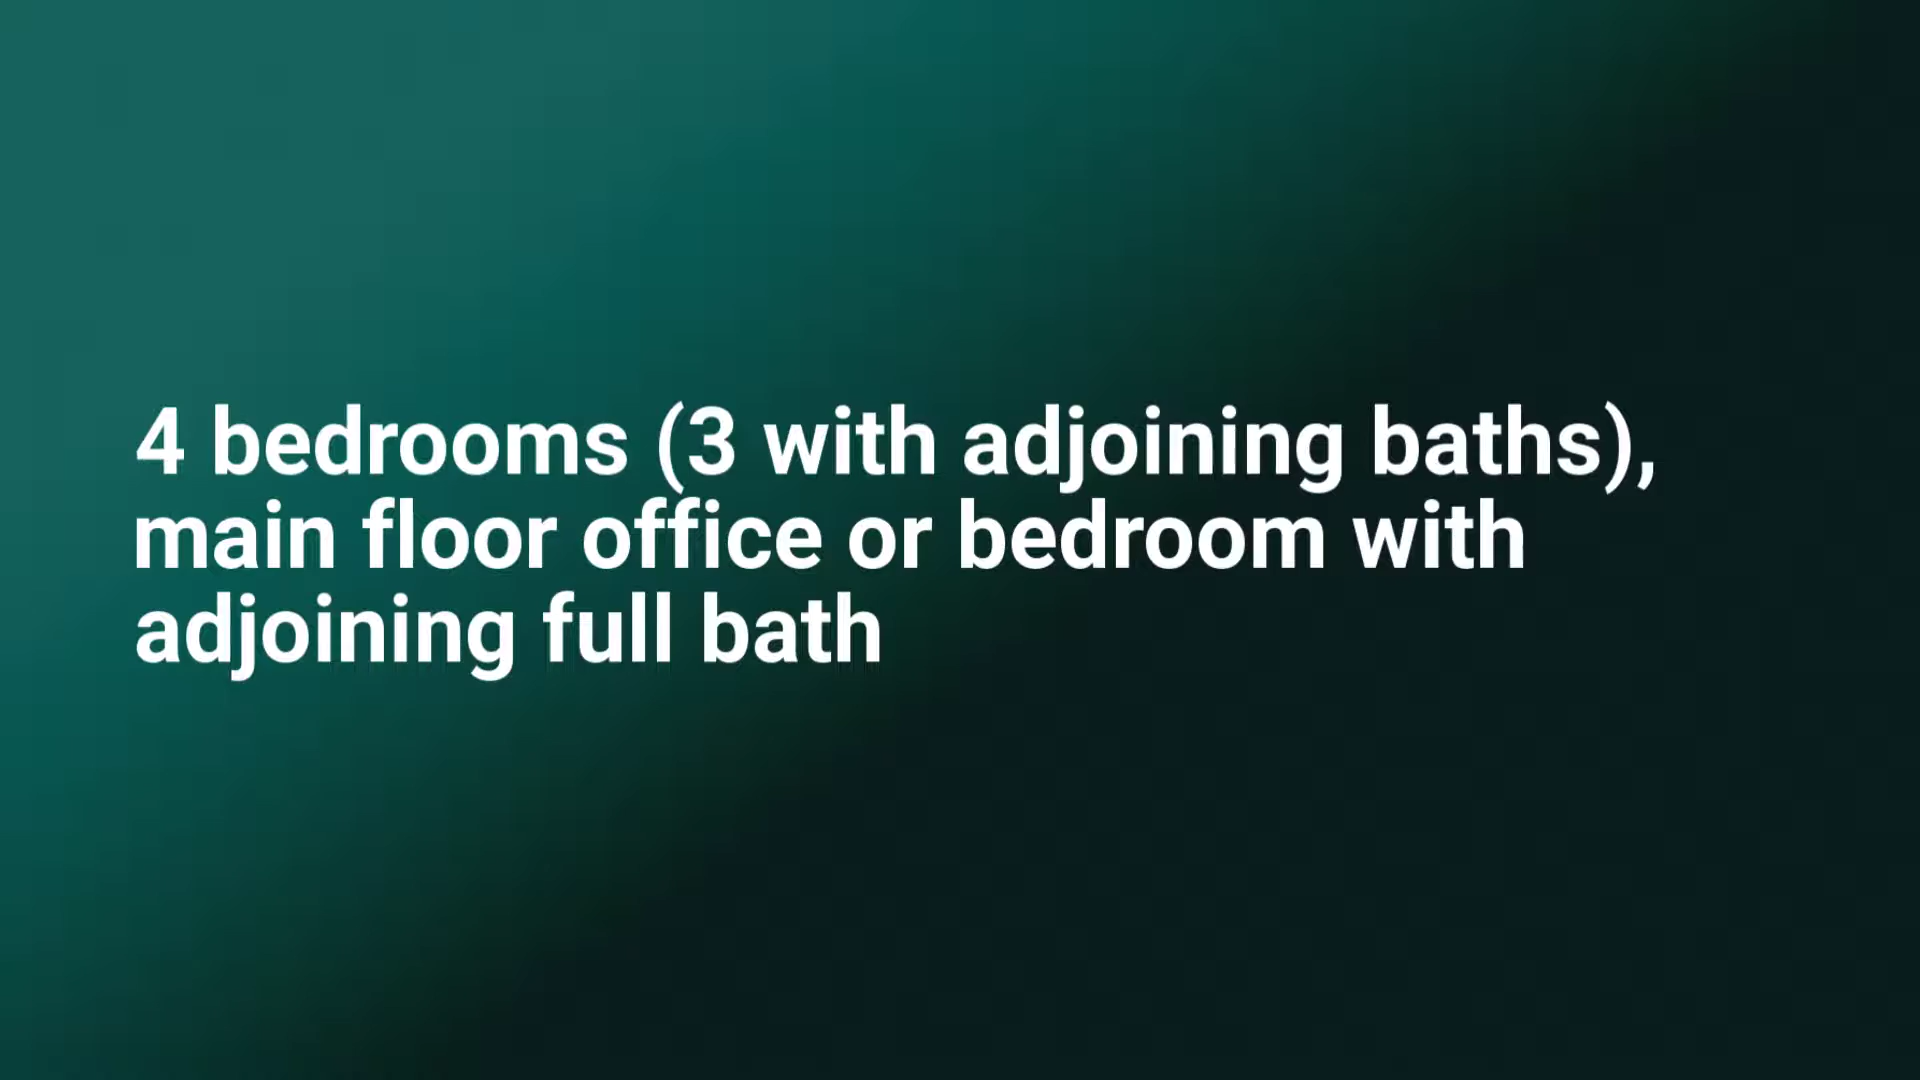 4 bedrooms (3 with adjoining baths),
main floor office or bedroom with
adjoining full bath